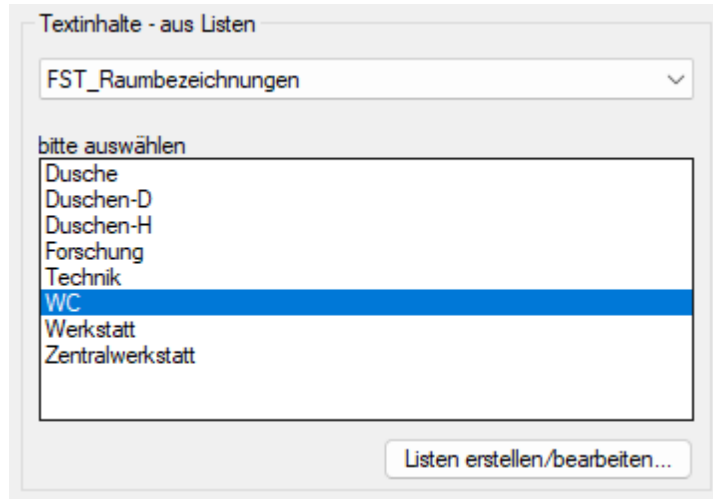 Textinhalte - aus Listen
FST_Raumbezeichnungen
bitte auswählen
Dusche
Duschen-D
Duschen-H
Forschung
Technik
WC
Werkstatt
Zentralwerkstatt
Listen erstellen/bearbeiten...